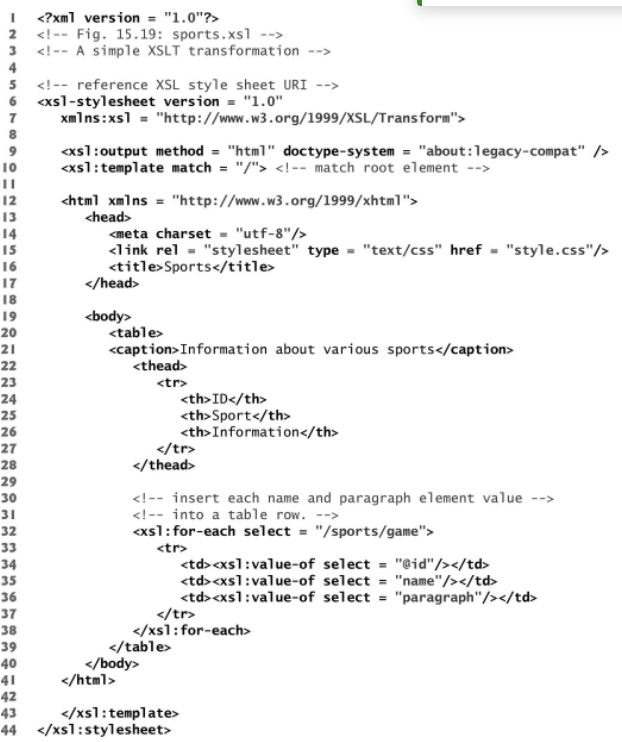 1 <?xml version = "1.0"?>
2 <!-- Fig. 15.19: sports.xsl -->
3 <!-- A simple XSLT transformation -->
4
5 <!-- reference XSL style sheet URI -->
6 <xsl-stylesheet version = "1.0"
7 xmlns:xsl = "http://www.w3.org/1999/XSL/Transform">
8
9 <xsl:output method = "html" doctype-system = "about:legacy-compat" />
10 <xsl:template match = "/"> <!-- match root element -->
11
12 <html xmlns = "http://www.w3.org/1999/xhtml">
13 <head>
14 <meta charset = "utf-8"/>
15 <link rel = "stylesheet" type = "text/css" href = "style.css"/>
16 <title>Sports</title>
17 </head>
18
19 <body>
20 <table>
21 <caption>Information about various sports</caption>
22 <thead>
23 <tr>
24 <th>ID</th>
25 <th>Sport</th>
26 <th>Information</th>
27 </tr>
28 </thead>
29
30 <!-- insert each name and paragraph element value -->
31 <!-- into a table row. -->
32 <xsl:for-each select = "/sports/game">
33 <tr>
34 <td><xsl:value-of select = "@id"/></td>
35 <td><xsl:value-of select = "name"/></td>
36 <td><xsl:value-of select = "paragraph"/></td>
37 </tr>
38 </xsl:for-each>
39 </table>
40 </body>
41 </html>
42
43 </xsl:template>
44 </xsl:stylesheet>